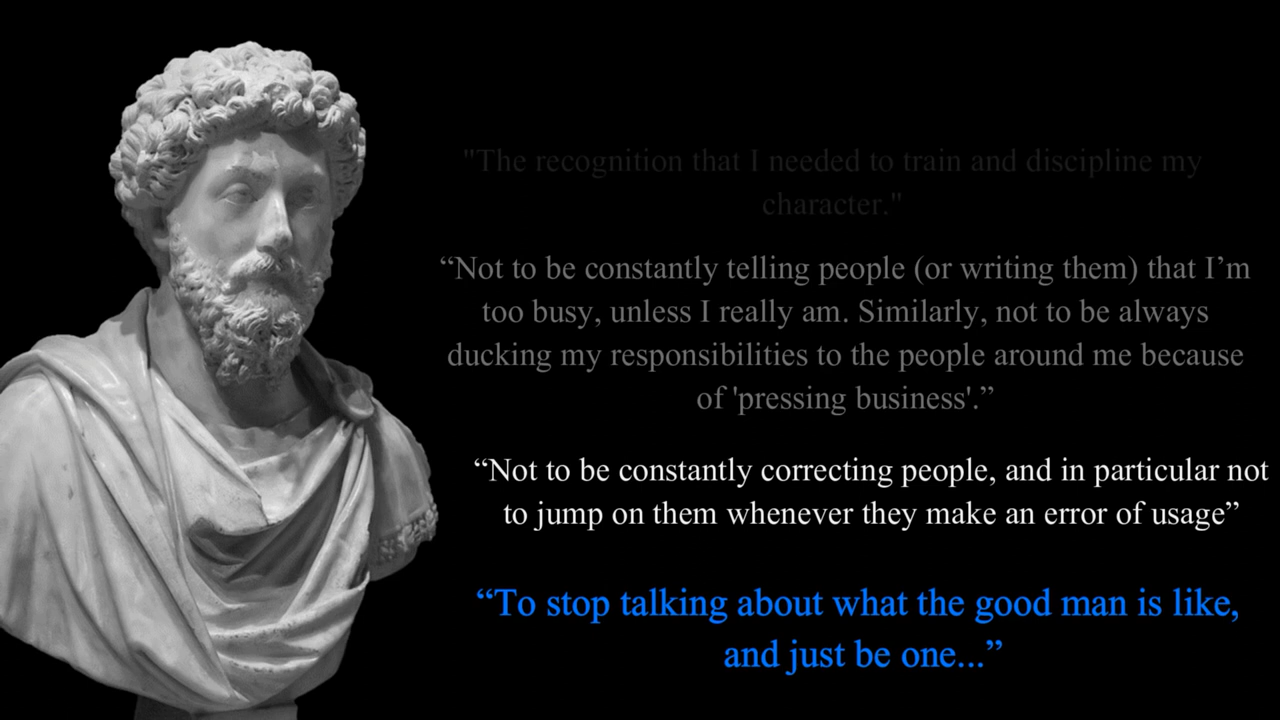 "The recognition that I needed to train and discipline my
character."
“Not to be constantly telling people (or writing them) that I’m
too busy, unless I really am. Similarly, not to be always
ducking my responsibilities to the people around me because
of 'pressing business'.”
“Not to be constantly correcting people, and in particular not
to jump on them whenever they make an error of usage”
“To stop talking about what the good man is like,
and just be one...”